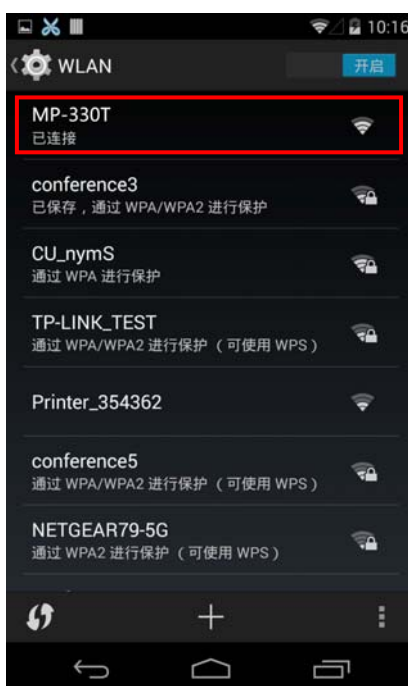 10:16
WLAN
开启
MP-330T
已连接
conference3
已保存，通过 WPA/WPA2 进行保护
CU_nymS
通过 WPA 进行保护
TP-LINK_TEST
通过 WPA/WPA2 进行保护 （可使用 WPS）
Printer_354362
conference5
通过 WPA/WPA2 进行保护 （可使用 WPS）
NETGEAR79-5G
通过 WPA2 进行保护 （可使用 WPS）